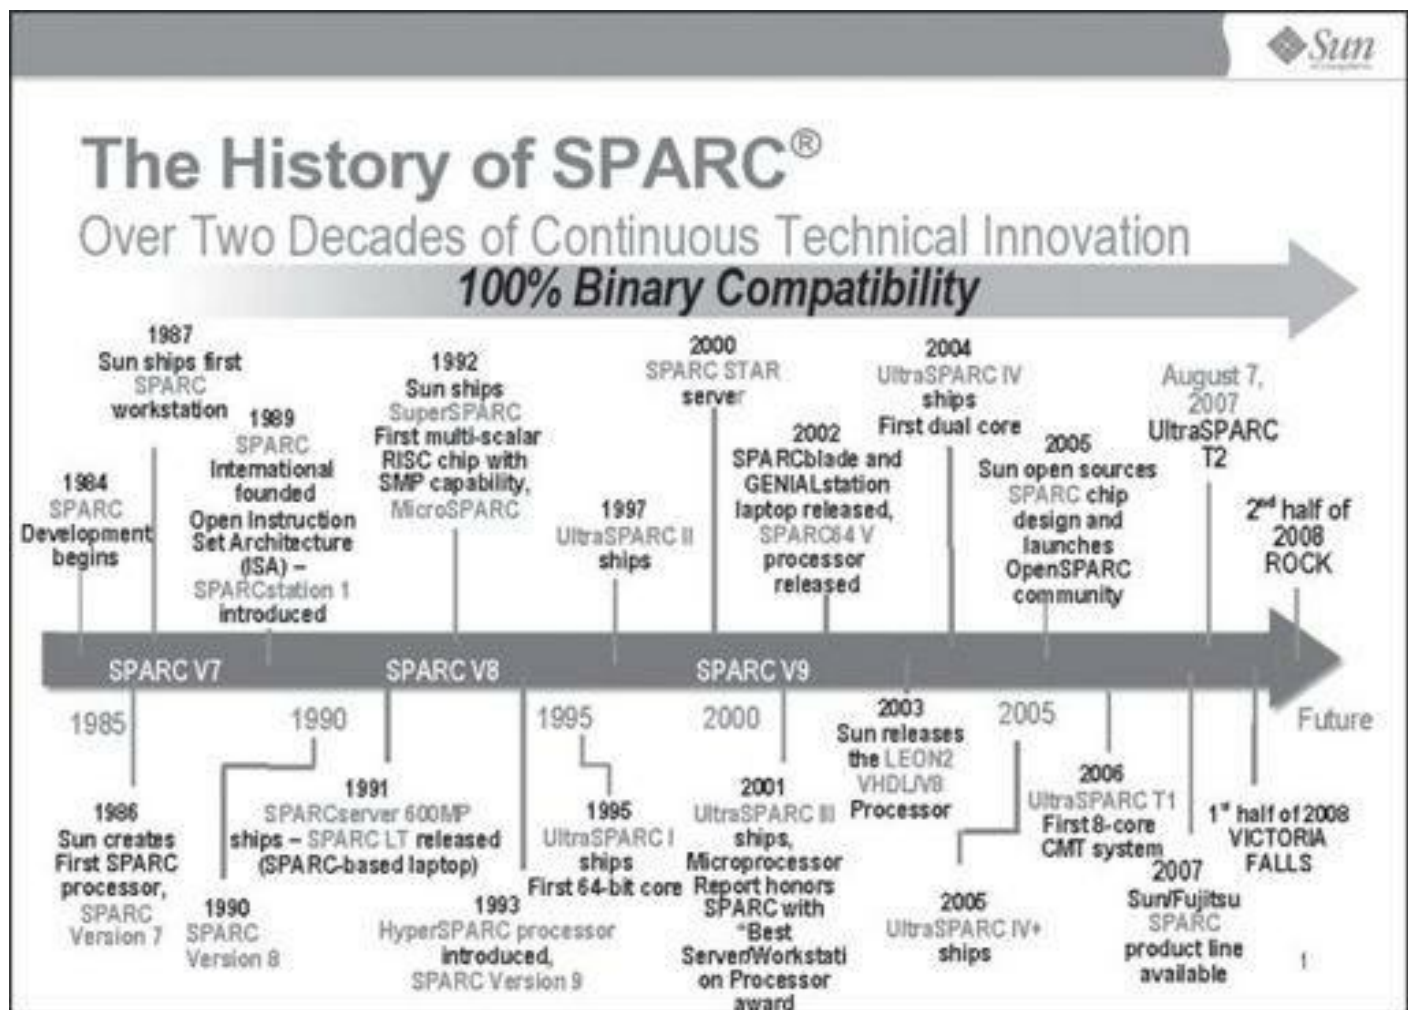 Sun
The History of SPARC®
Over Two Decades of Continuous Technical Innovation
100% Binary Compatibility
1984
SPARC
Development
begins
1987
Sun ships first
SPARC
workstation
1989
SPARC
International
founded
Open Instruction
Set Architecture
(ISA) –
SPARCstation 1
introduced
1992
Sun ships
SuperSPARC
First multi-scalar
RISC chip with
SMP capability,
MicroSPARC
1997
UltraSPARC II
ships
2000
SPARC STAR
server
2002
SPARCblade and
GENIALstation
laptop released,
SPARC64 V
processor
released
2004
UltraSPARC IV
ships
First dual core
2005
Sun open sources
SPARC chip
design and
launches
OpenSPARC
community
August 7,
2007
UltraSPARC
T2
2nd half of
2008
ROCK
SPARC V7
SPARC V8
SPARC V9
1985
1990
1995
2000
2005
Future
1986
Sun creates
First SPARC
processor,
SPARC
Version 7
1990
SPARC
Version 8
1991
SPARCserver 600MP
ships – SPARC LT released
(SPARC-based laptop)
1993
HyperSPARC processor
introduced,
SPARC Version 9
1995
UltraSPARC I
ships
First 64-bit core
2001
UltraSPARC III
ships,
Microprocessor
Report honors
SPARC with
"Best
Server/Workstati
on Processor
award
2003
Sun releases
the LEON2
VHDL/V8
Processor
2005
UltraSPARC IV+
ships
2006
UltraSPARC T1
First 8-core
CMT system
2007
Sun/Fujitsu
SPARC
product line
available
1st half of 2008
VICTORIA
FALLS
1